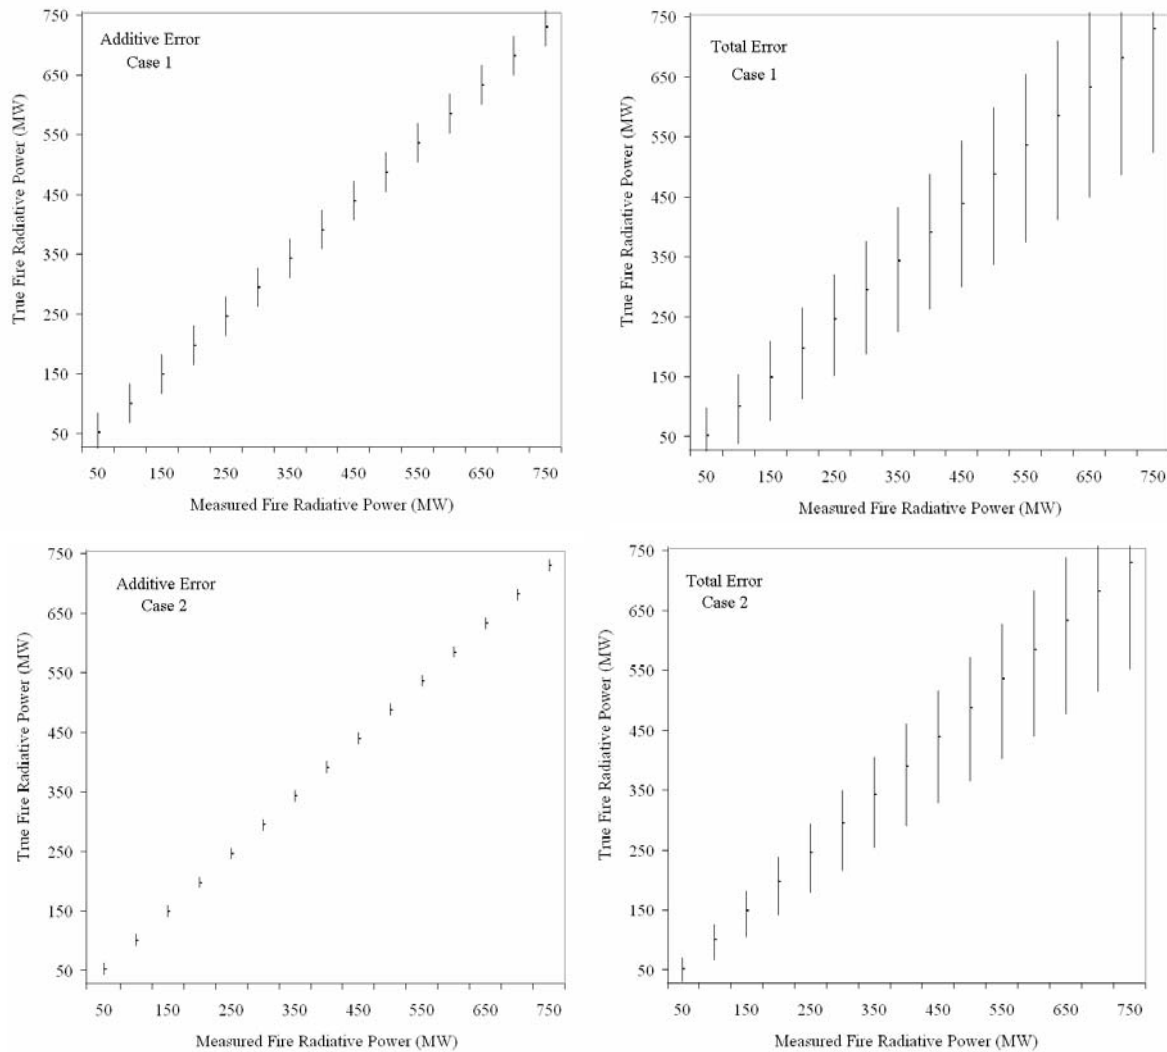 Additive Error
Case 1
True Fire Radiative Power (MW)
750
650
550
450
350
250
150
50
50 150 250 350 450 550 650 750
Measured Fire Radiative Power (MW)
Total Error
Case 1
True Fire Radiative Power (MW)
750
650
550
450
350
250
150
50
50 150 250 350 450 550 650 750
Measured Fire Radiative Power (MW)
Additive Error
Case 2
True Fire Radiative Power (MW)
750
650
550
450
350
250
150
50
50 150 250 350 450 550 650 750
Measured Fire Radiative Power (MW)
Total Error
Case 2
True Fire Radiative Power (MW)
750
650
550
450
350
250
150
50
50 150 250 350 450 550 650 750
Measured Fire Radiative Power (MW)